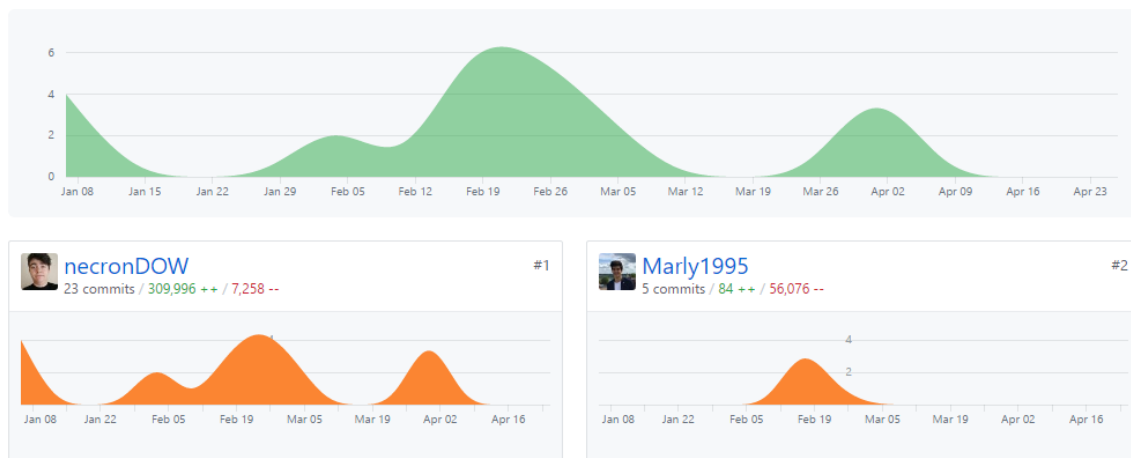 6
4
2
0
Jan 08 Jan 15 Jan 22 Jan 29 Feb 05 Feb 12 Feb 19 Feb 26 Mar 05 Mar 12 Mar 19 Mar 26 Apr 02 Apr 09 Apr 16 Apr 23
necronDOW #1
23 commits / 309,996 ++ / 7,258 --
Jan 08 Jan 22 Feb 05 Feb 19 Mar 05 Mar 19 Apr 02 Apr 16
Marly1995 #2
5 commits / 84 ++ / 56,076 --
4
2
Jan 08 Jan 22 Feb 05 Feb 19 Mar 05 Mar 19 Apr 02 Apr 16